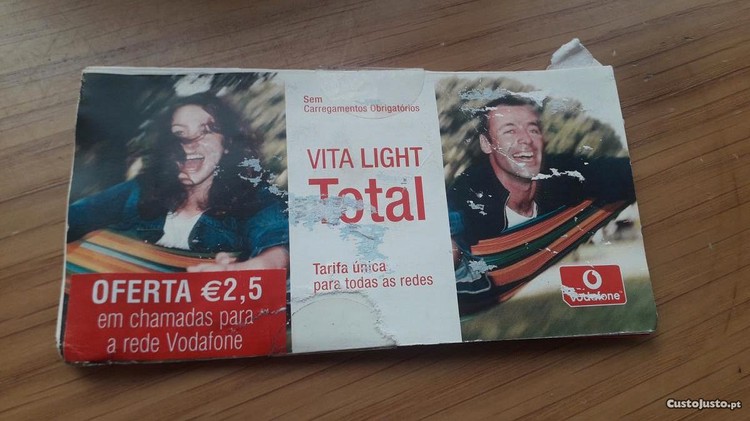 Sem
Carregamentos Obrigatórios
VITA LIGHT
Total
Tarifa única
para todas as redes
OFERTA €2,5
em chamadas para
a rede Vodafone
vodafone
CustoJusto.pt